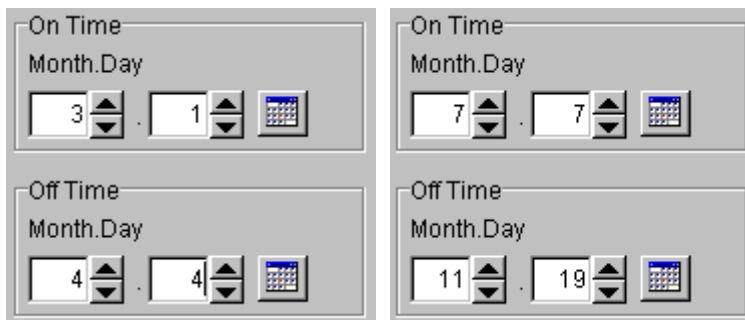 On Time
Month.Day
3 . 1
Off Time
Month.Day
4 . 4
On Time
Month.Day
7 . 7
Off Time
Month.Day
11 . 19